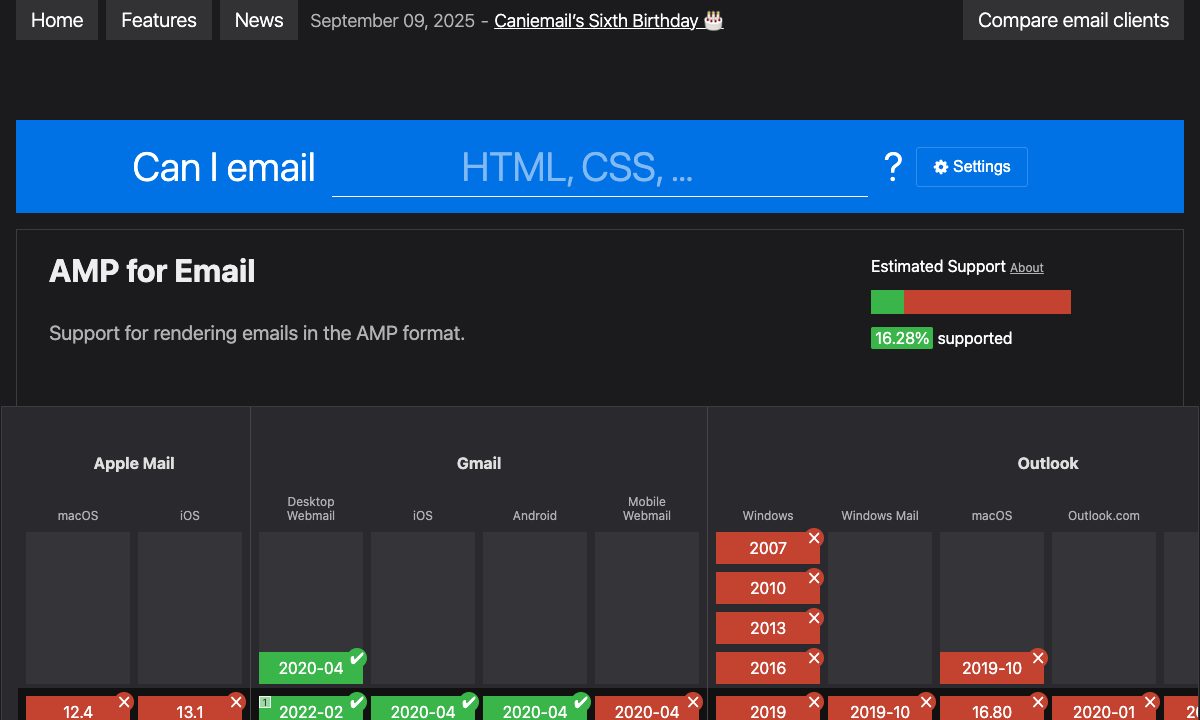 Home Features News September 09, 2025 - Caniemail's Sixth Birthday 🎂 Compare email clients
Can I email HTML, CSS, ... ? Settings
AMP for Email
Estimated Support About
Support for rendering emails in the AMP format.
16.28% supported
Apple Mail Gmail Outlook
macOS iOS Desktop Webmail iOS Android Mobile Webmail Windows Windows Mail macOS Outlook.com
2007
2010
2013
2020-04 2016 2019-10
12.4 13.1 1 2022-02 2020-04 2020-04 2020-04 2019 2019-10 16.80 2020-01